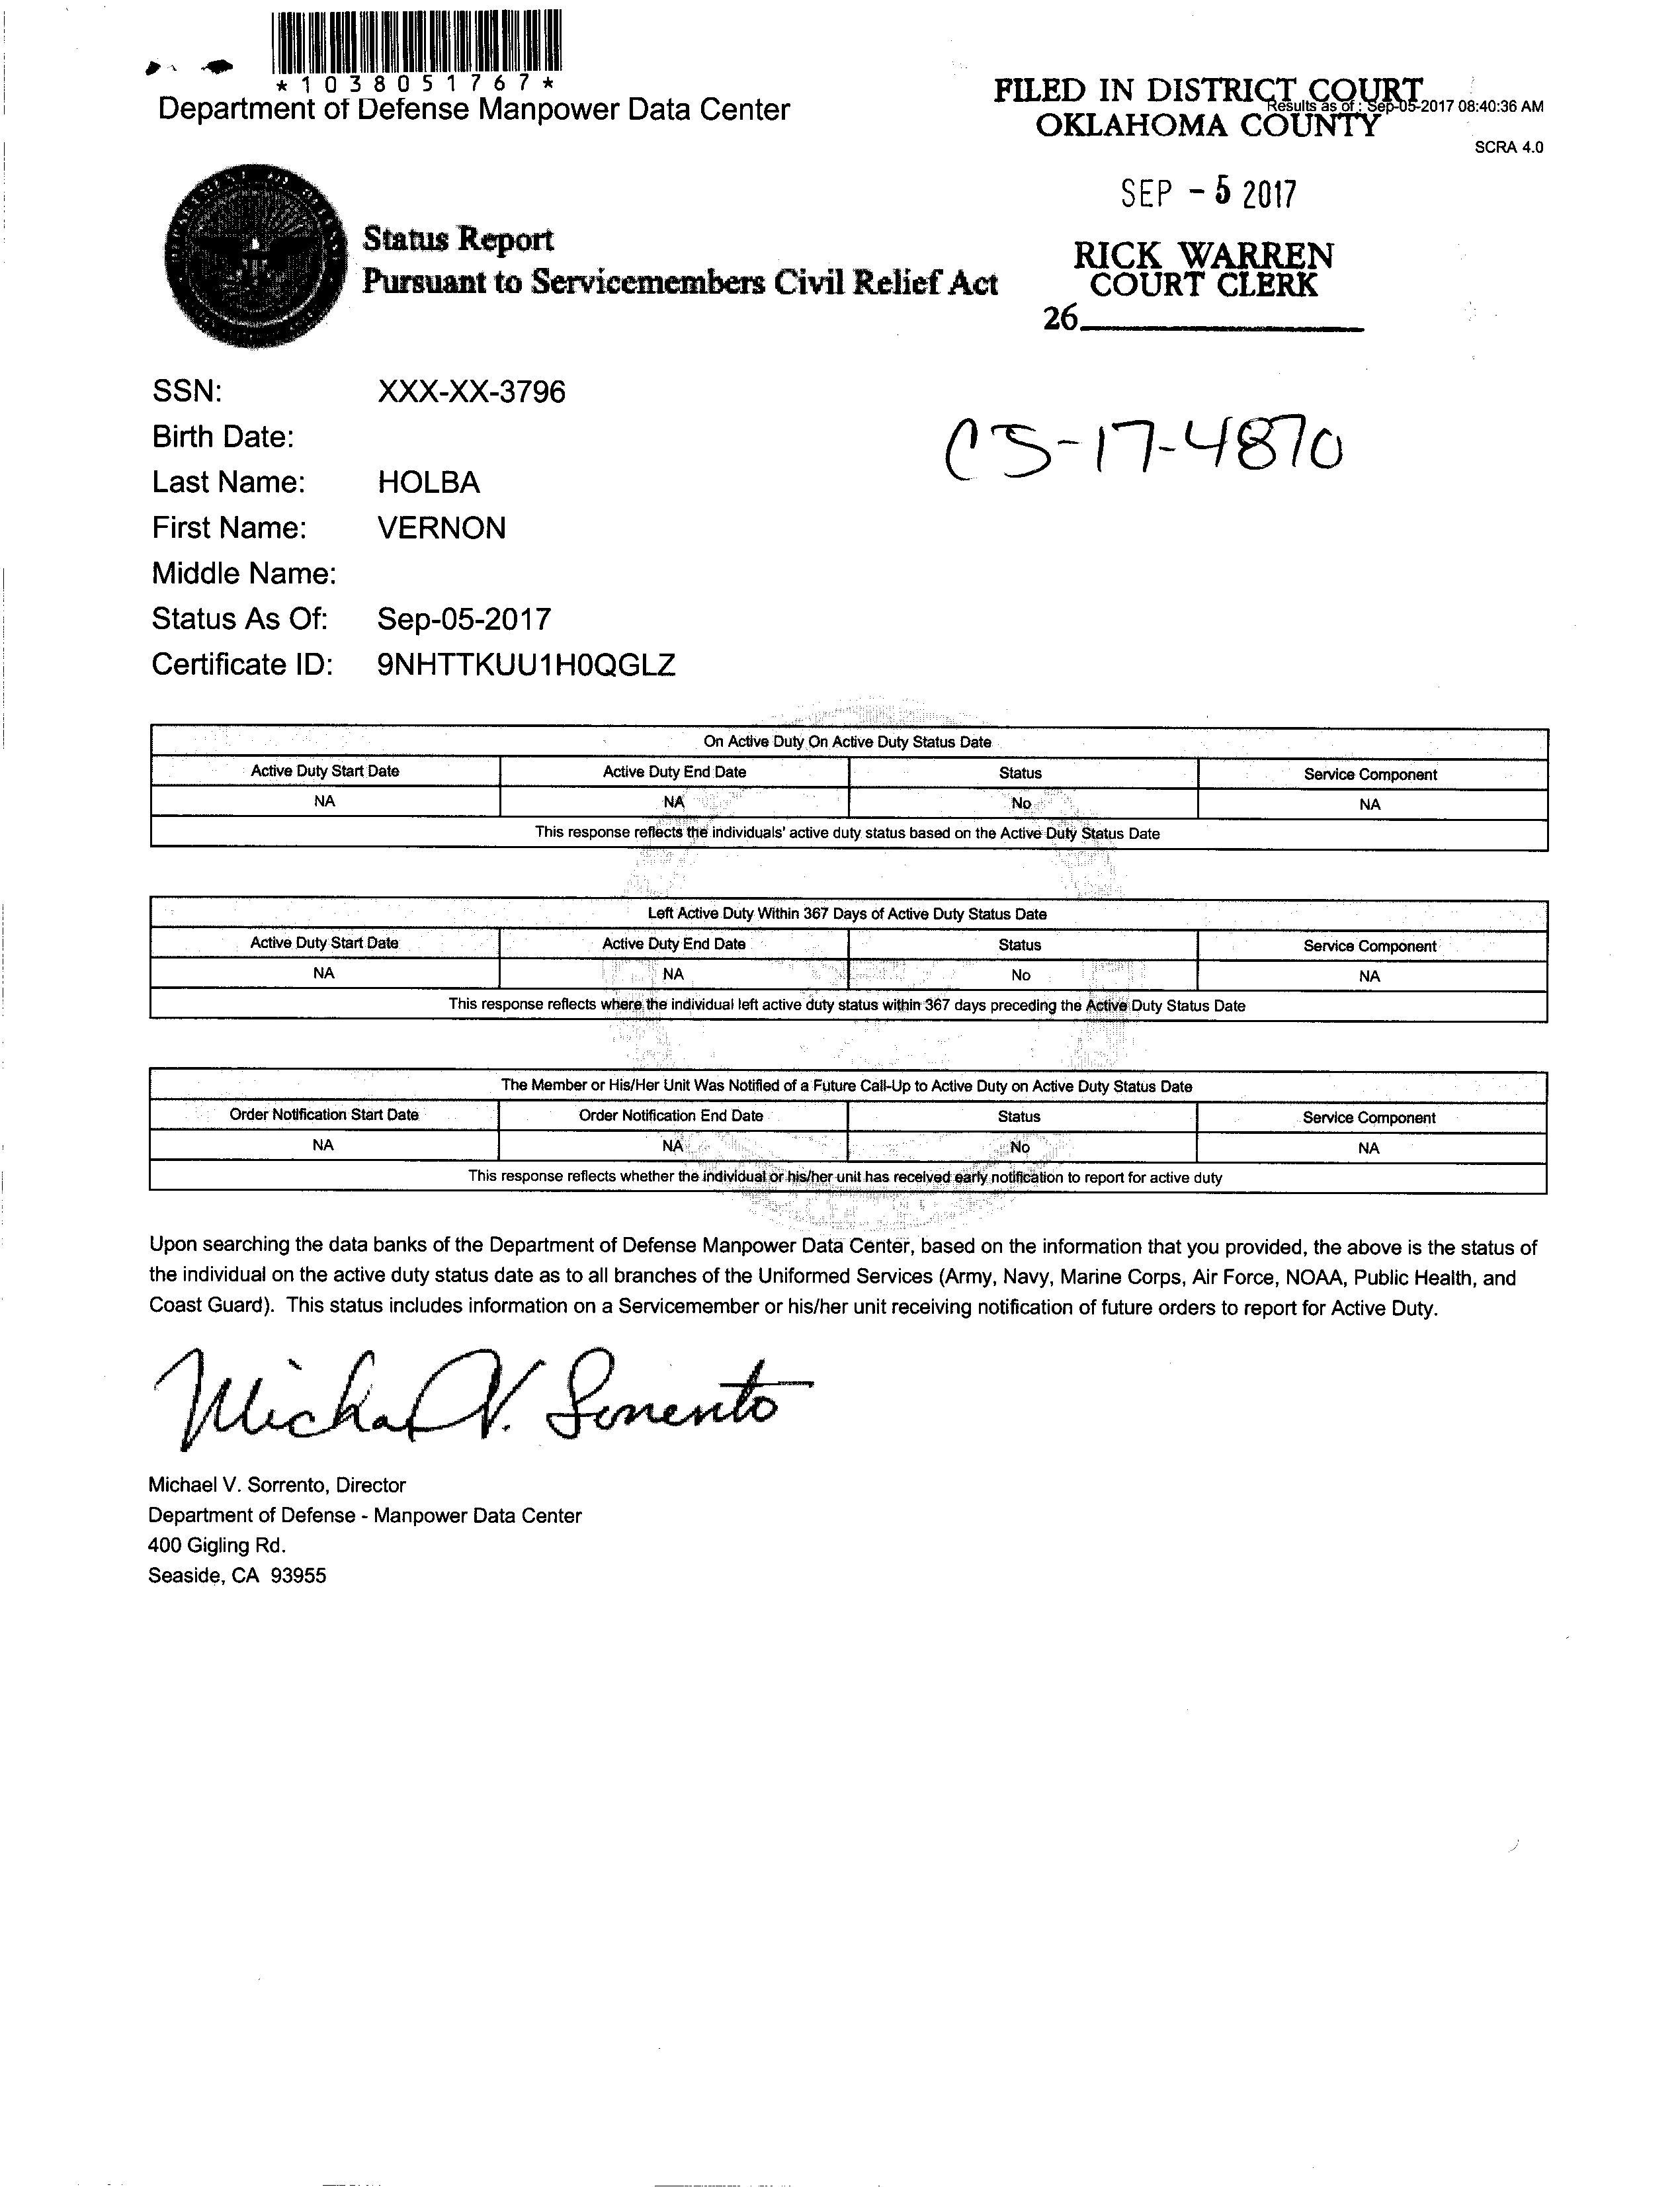 *1038051767*
Department of Defense Manpower Data Center
FILED IN DISTRICT COURT
OKLAHOMA COUNTY
Results as of : Sep-05-2017 08:40:36 AM
SCRA 4.0
SEP - 5 2017
RICK WARREN
COURT CLERK
26
Status Report
Pursuant to Servicemembers Civil Relief Act
SSN: XXX-XX-3796
Birth Date:
Last Name: HOLBA
First Name: VERNON
Middle Name:
Status As Of: Sep-05-2017
Certificate ID: 9NHTTKUU1H0QGLZ
CJ-17-4870
On Active Duty On Active Duty Status Date
Active Duty Start Date Active Duty End Date Status Service Component
NA NA No NA
This response reflects the individuals' active duty status based on the Active Duty Status Date
Left Active Duty Within 367 Days of Active Duty Status Date
Active Duty Start Date Active Duty End Date Status Service Component
NA NA No NA
This response reflects where the individual left active duty status within 367 days preceding the Active Duty Status Date
The Member or His/Her Unit Was Notified of a Future Call-Up to Active Duty on Active Duty Status Date
Order Notification Start Date Order Notification End Date Status Service Component
NA NA No NA
This response reflects whether the individual or his/her unit has received early notification to report for active duty
Upon searching the data banks of the Department of Defense Manpower Data Center, based on the information that you provided, the above is the status of
the individual on the active duty status date as to all branches of the Uniformed Services (Army, Navy, Marine Corps, Air Force, NOAA, Public Health, and
Coast Guard). This status includes information on a Servicemember or his/her unit receiving notification of future orders to report for Active Duty.
Michael V. Sorrento
Michael V. Sorrento, Director
Department of Defense - Manpower Data Center
400 Gigling Rd.
Seaside, CA 93955